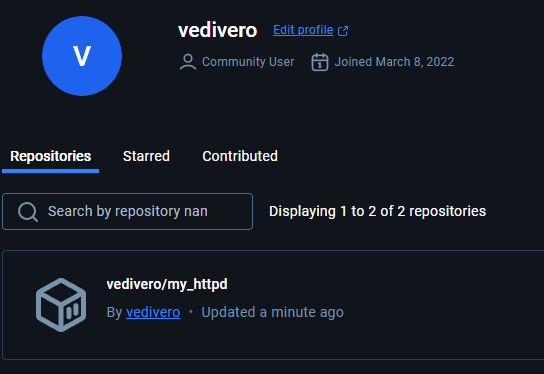 V
vedivero Edit profile
Community User Joined March 8, 2022
Repositories Starred Contributed
Search by repository nan Displaying 1 to 2 of 2 repositories
vedivero/my_httpd
By vedivero • Updated a minute ago